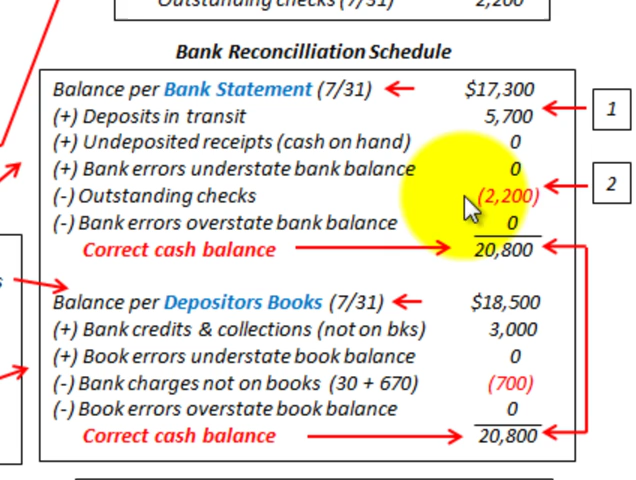 Outstanding checks (7/31) 2,200
Bank Reconcilliation Schedule
Balance per Bank Statement (7/31) $17,300
(+) Deposits in transit 5,700
1
(+) Undeposited receipts (cash on hand) 0
(+) Bank errors understate bank balance 0
2
(-) Outstanding checks (2,200)
(-) Bank errors overstate bank balance 0
Correct cash balance 20,800
s
Balance per Depositors Books (7/31) $18,500
(+) Bank credits & collections (not on bks) 3,000
(+) Book errors understate book balance 0
(-) Bank charges not on books (30 + 670) (700)
(-) Book errors overstate book balance 0
Correct cash balance 20,800